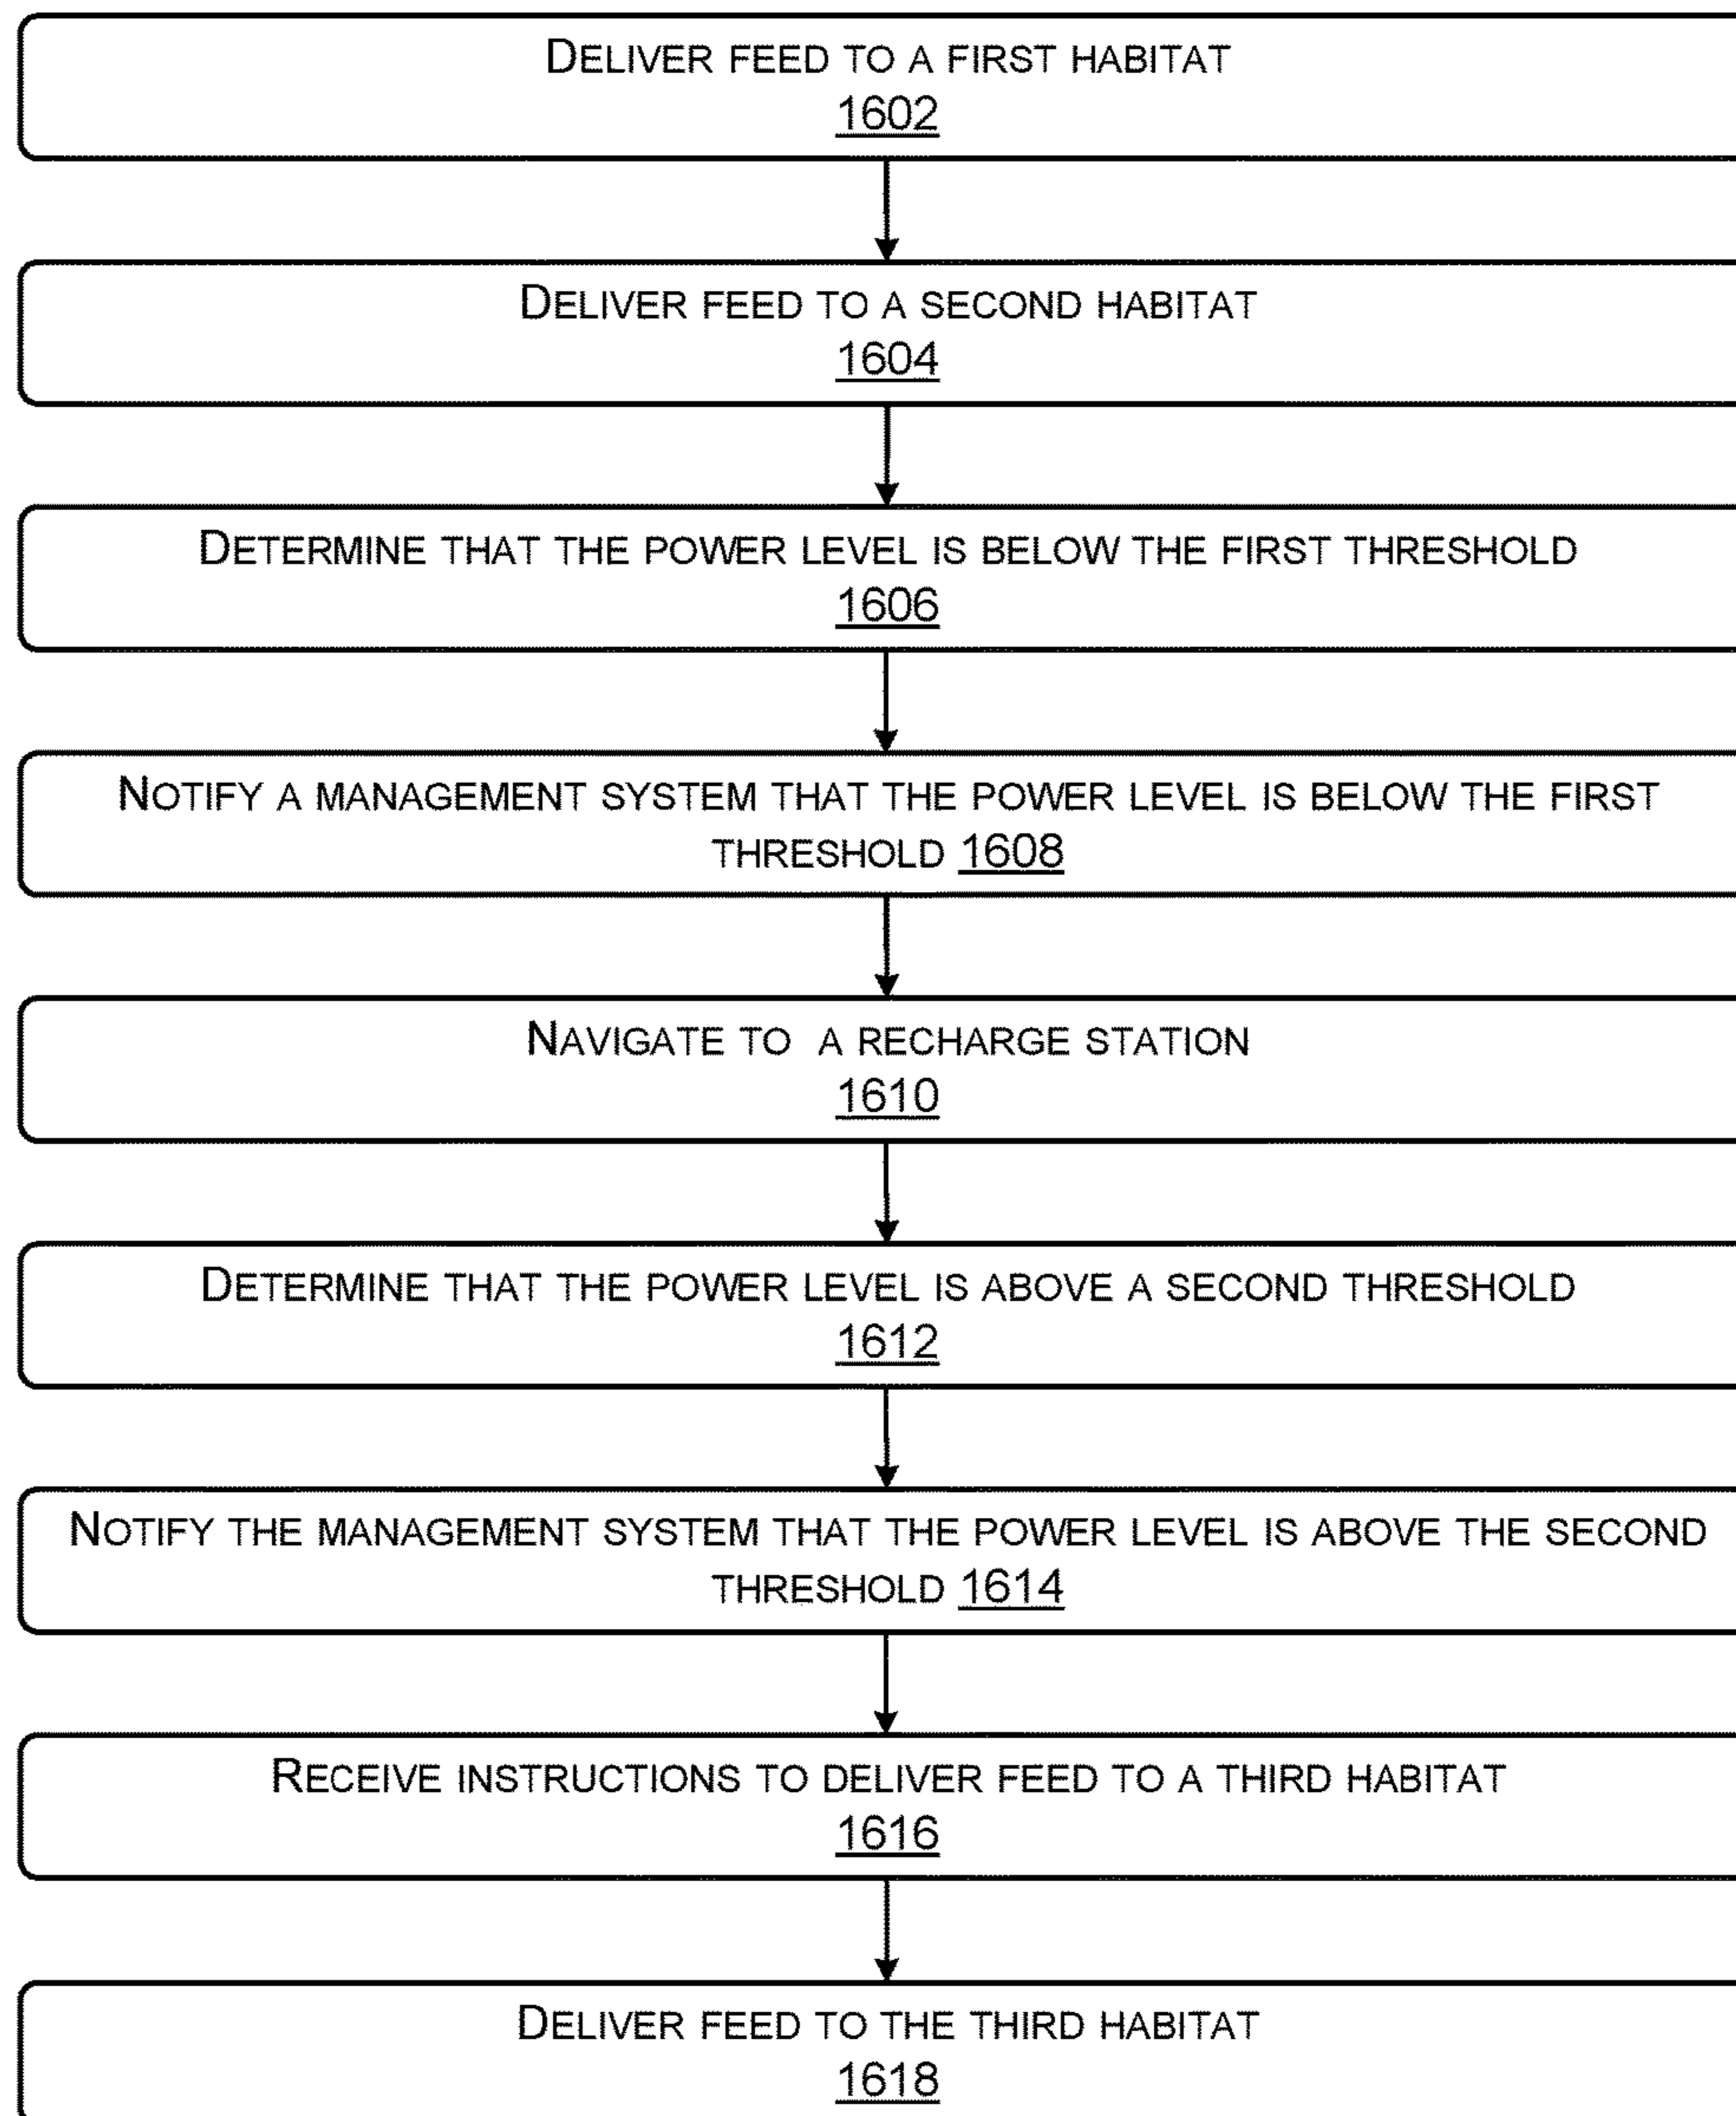 DELIVER FEED TO A FIRST HABITAT
1602
DELIVER FEED TO A SECOND HABITAT
1604
DETERMINE THAT THE POWER LEVEL IS BELOW THE FIRST THRESHOLD
1606
NOTIFY A MANAGEMENT SYSTEM THAT THE POWER LEVEL IS BELOW THE FIRST
THRESHOLD 1608
NAVIGATE TO A RECHARGE STATION
1610
DETERMINE THAT THE POWER LEVEL IS ABOVE A SECOND THRESHOLD
1612
NOTIFY THE MANAGEMENT SYSTEM THAT THE POWER LEVEL IS ABOVE THE SECOND
THRESHOLD 1614
RECEIVE INSTRUCTIONS TO DELIVER FEED TO A THIRD HABITAT
1616
DELIVER FEED TO THE THIRD HABITAT
1618